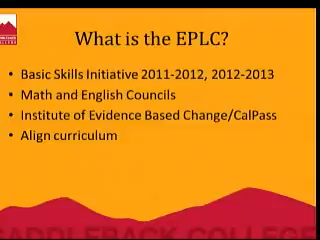 What is the EPLC?
• Basic Skills Initiative 2011-2012, 2012-2013
• Math and English Councils
• Institute of Evidence Based Change/CalPass
• Align curriculum
SADDLEBACK COLLEGE